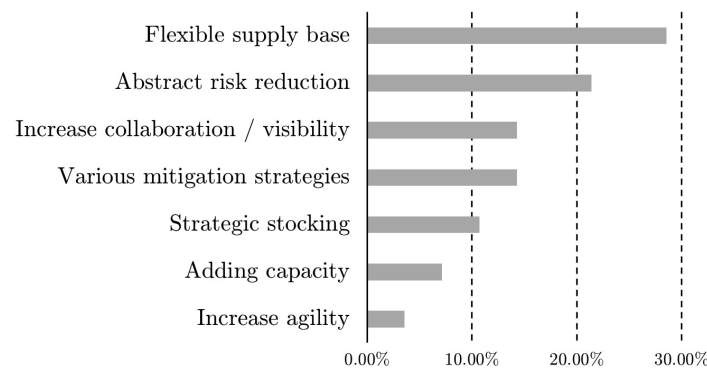 Flexible supply base
Abstract risk reduction
Increase collaboration / visibility
Various mitigation strategies
Strategic stocking
Adding capacity
Increase agility
0.00% 10.00% 20.00% 30.00%